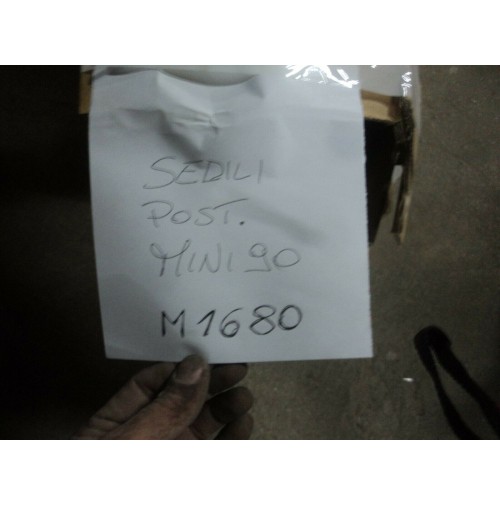 SEDILI
POST.
MINI 90
M1680